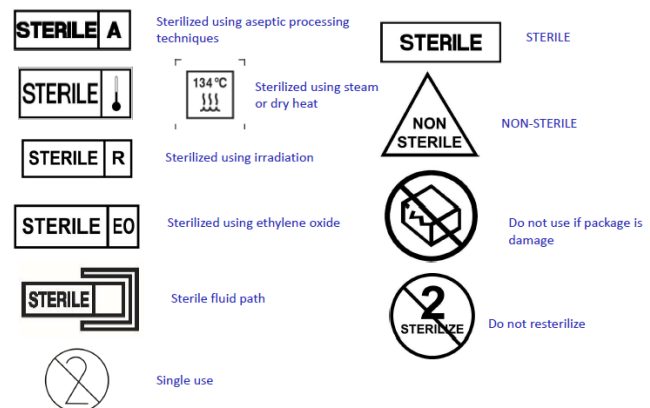 STERILE A
Sterilized using aseptic processing
techniques
STERILE
134 °C
Sterilized using steam
or dry heat
STERILE R
Sterilized using irradiation
STERILE EO
Sterilized using ethylene oxide
STERILE
Sterile fluid path
2
Single use
STERILE
STERILE
NON
STERILE
NON-STERILE
Do not use if package is
damage
2
STERILIZE
Do not resterilize